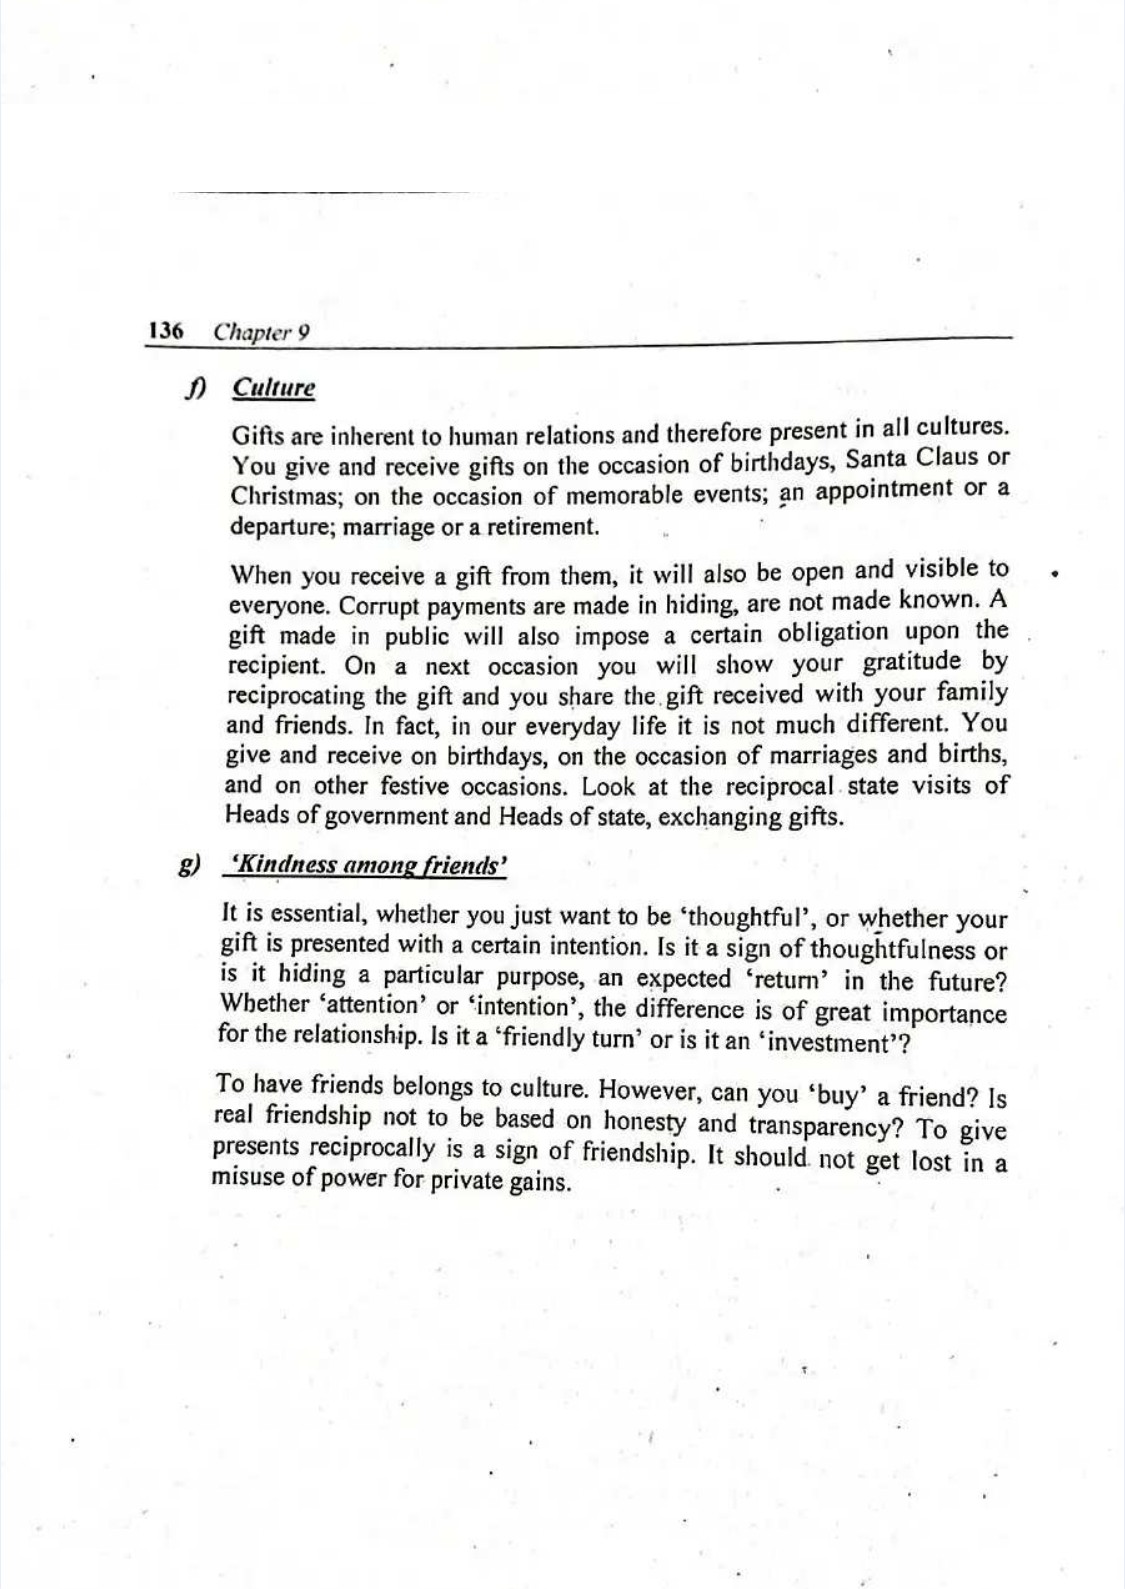 136 Chapter 9
f) Culture
Gifts are inherent to human relations and therefore present in all cultures.
You give and receive gifts on the occasion of birthdays, Santa Claus or
Christmas; on the occasion of memorable events; an appointment or a
departure; marriage or a retirement.
When you receive a gift from them, it will also be open and visible to
everyone. Corrupt payments are made in hiding, are not made known. A
gift made in public will also impose a certain obligation upon the
recipient. On a next occasion you will show your gratitude by
reciprocating the gift and you share the gift received with your family
and friends. In fact, in our everyday life it is not much different. You
give and receive on birthdays, on the occasion of marriages and births,
and on other festive occasions. Look at the reciprocal state visits of
Heads of government and Heads of state, exchanging gifts.
g) ‘Kindness among friends’
It is essential, whether you just want to be ‘thoughtful’, or whether your
gift is presented with a certain intention. Is it a sign of thoughtfulness or
is it hiding a particular purpose, an expected ‘return’ in the future?
Whether ‘attention’ or ‘intention’, the difference is of great importance
for the relationship. Is it a ‘friendly turn’ or is it an ‘investment’?
To have friends belongs to culture. However, can you ‘buy’ a friend? Is
real friendship not to be based on honesty and transparency? To give
presents reciprocally is a sign of friendship. It should not get lost in a
misuse of power for private gains.